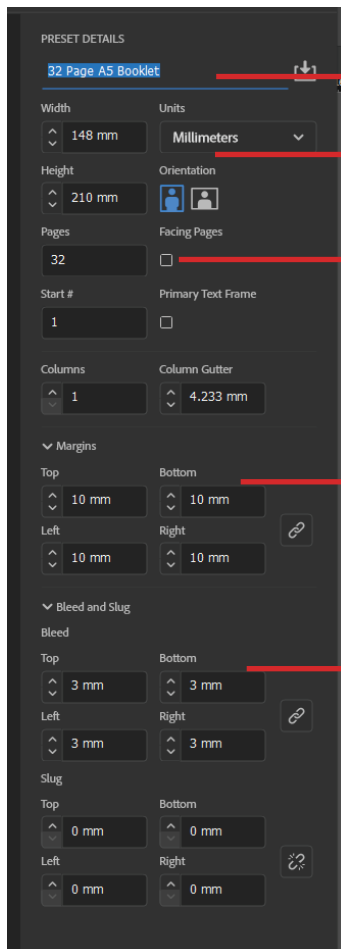 PRESET DETAILS
32 Page A5 Booklet
Width Units
148 mm Millimeters
Height Orientation
210 mm
Pages Facing Pages
32
Start # Primary Text Frame
1
Columns Column Gutter
1 4.233 mm
Margins
Top Bottom
10 mm 10 mm
Left Right
10 mm 10 mm
Bleed and Slug
Bleed
Top Bottom
3 mm 3 mm
Left Right
3 mm 3 mm
Slug
Top Bottom
0 mm 0 mm
Left Right
0 mm 0 mm